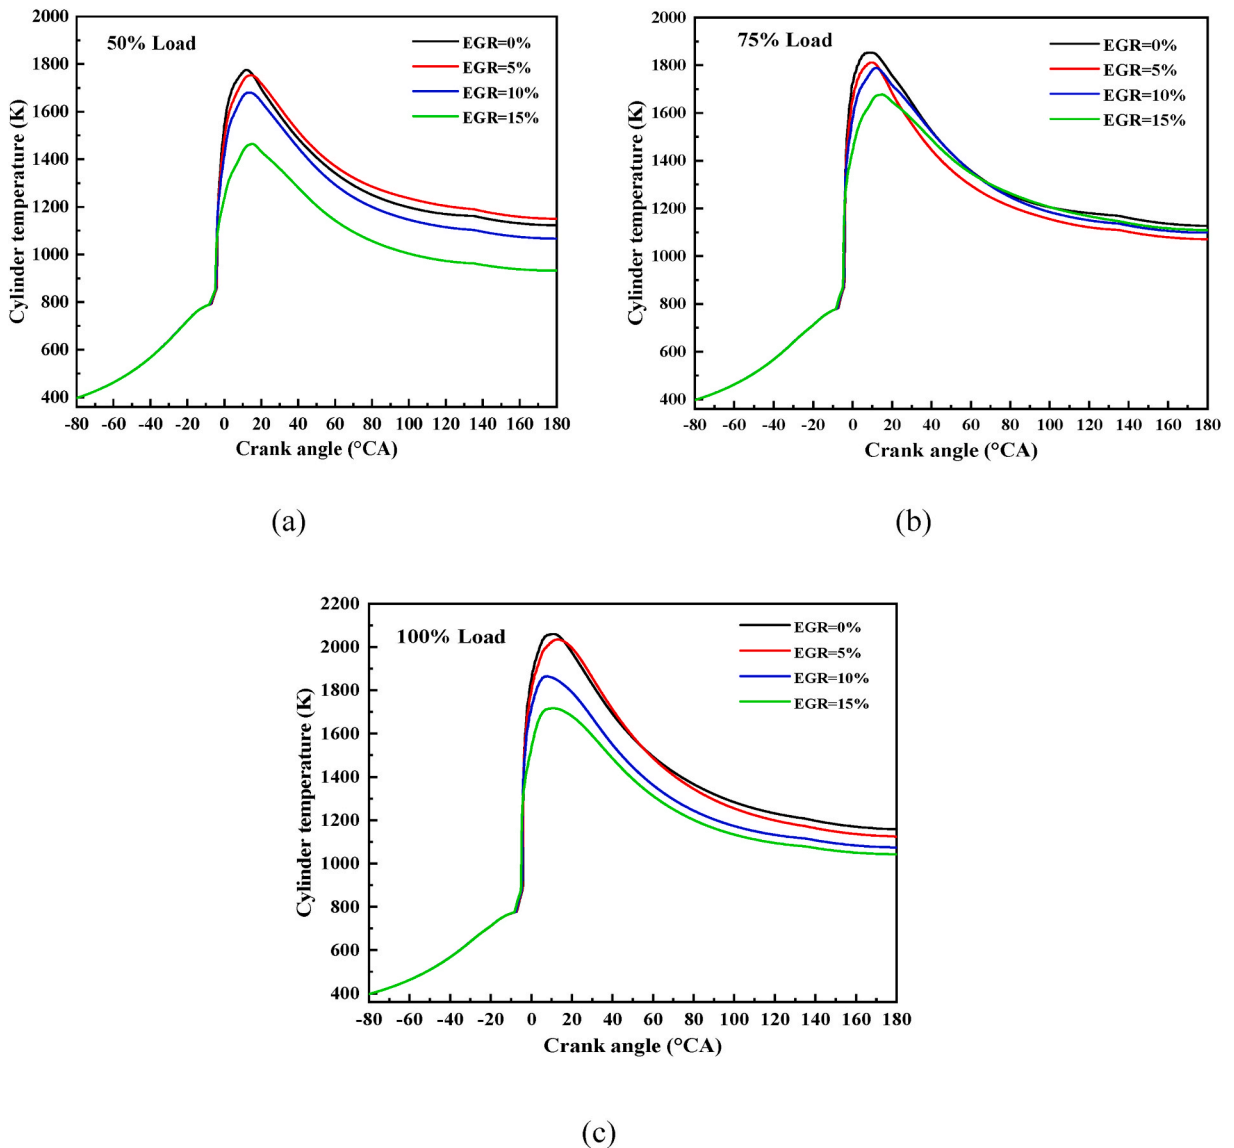 50% Load
EGR=0%
EGR=5%
EGR=10%
EGR=15%
Cylinder temperature (K)
2000
1800
1600
1400
1200
1000
800
600
400
-80 -60 -40 -20 0 20 40 60 80 100 120 140 160 180
Crank angle (°CA)
(a)
75% Load
EGR=0%
EGR=5%
EGR=10%
EGR=15%
Cylinder temperature (K)
2000
1800
1600
1400
1200
1000
800
600
400
-80 -60 -40 -20 0 20 40 60 80 100 120 140 160 180
Crank angle (°CA)
(b)
100% Load
EGR=0%
EGR=5%
EGR=10%
EGR=15%
Cylinder temperature (K)
2200
2000
1800
1600
1400
1200
1000
800
600
400
-80 -60 -40 -20 0 20 40 60 80 100 120 140 160 180
Crank angle (°CA)
(c)